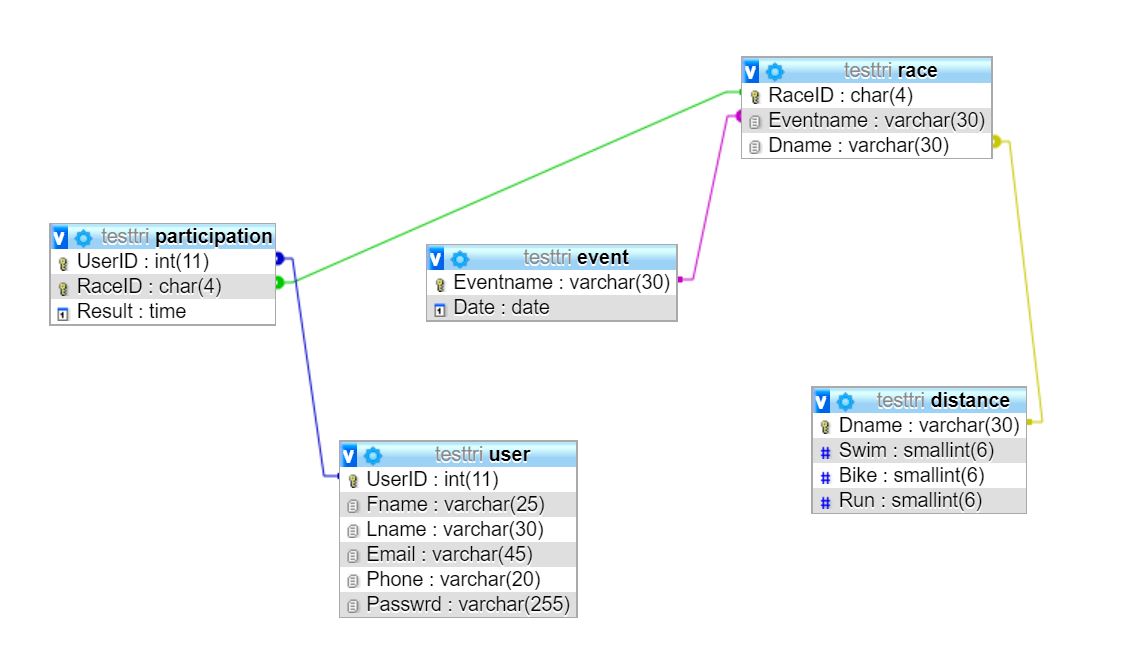 testtri race
RaceID : char(4)
Eventname : varchar(30)
Dname : varchar(30)
testtri participation
UserID : int(11)
RaceID : char(4)
Result : time
testtri event
Eventname : varchar(30)
Date : date
testtri distance
Dname : varchar(30)
Swim : smallint(6)
Bike : smallint(6)
Run : smallint(6)
testtri user
UserID : int(11)
Fname : varchar(25)
Lname : varchar(30)
Email : varchar(45)
Phone : varchar(20)
Passwrd : varchar(255)